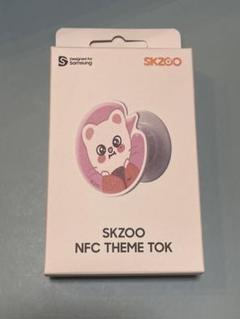 Designed for
Samsung
SKZOO
SKZOO
NFC THEME TOK